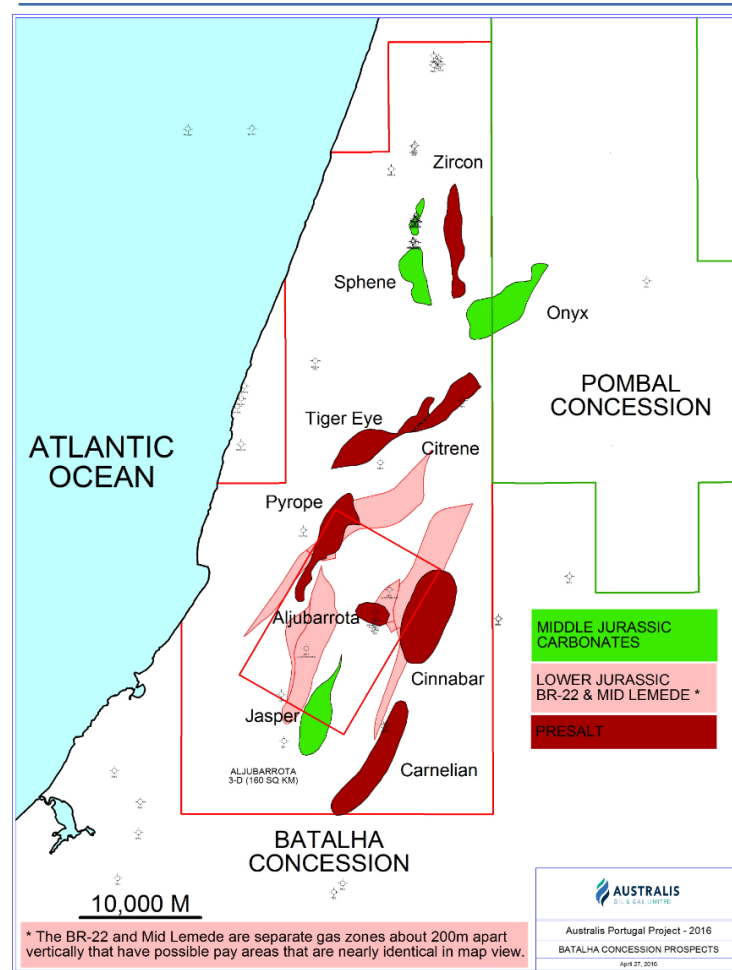 Zircon
Sphene
Onyx
POMBAL
CONCESSION
Tiger Eye
Citrene
ATLANTIC
OCEAN
Pyrope
Aljubarrota
MIDDLE JURASSIC
CARBONATES
LOWER JURASSIC
BR-22 & MID LEMEDE *
PRESALT
Cinnabar
Jasper
Carnelian
ALJUBARROTA
3-D (160 SQ KM)
BATALHA
CONCESSION
10,000 M
* The BR-22 and Mid Lemede are separate gas zones about 200m apart
vertically that have possible pay areas that are nearly identical in map view.
AUSTRALIS
OIL & GAS LIMITED
Australis Portugal Project - 2016
BATALHA CONCESSION PROSPECTS
April 27, 2016